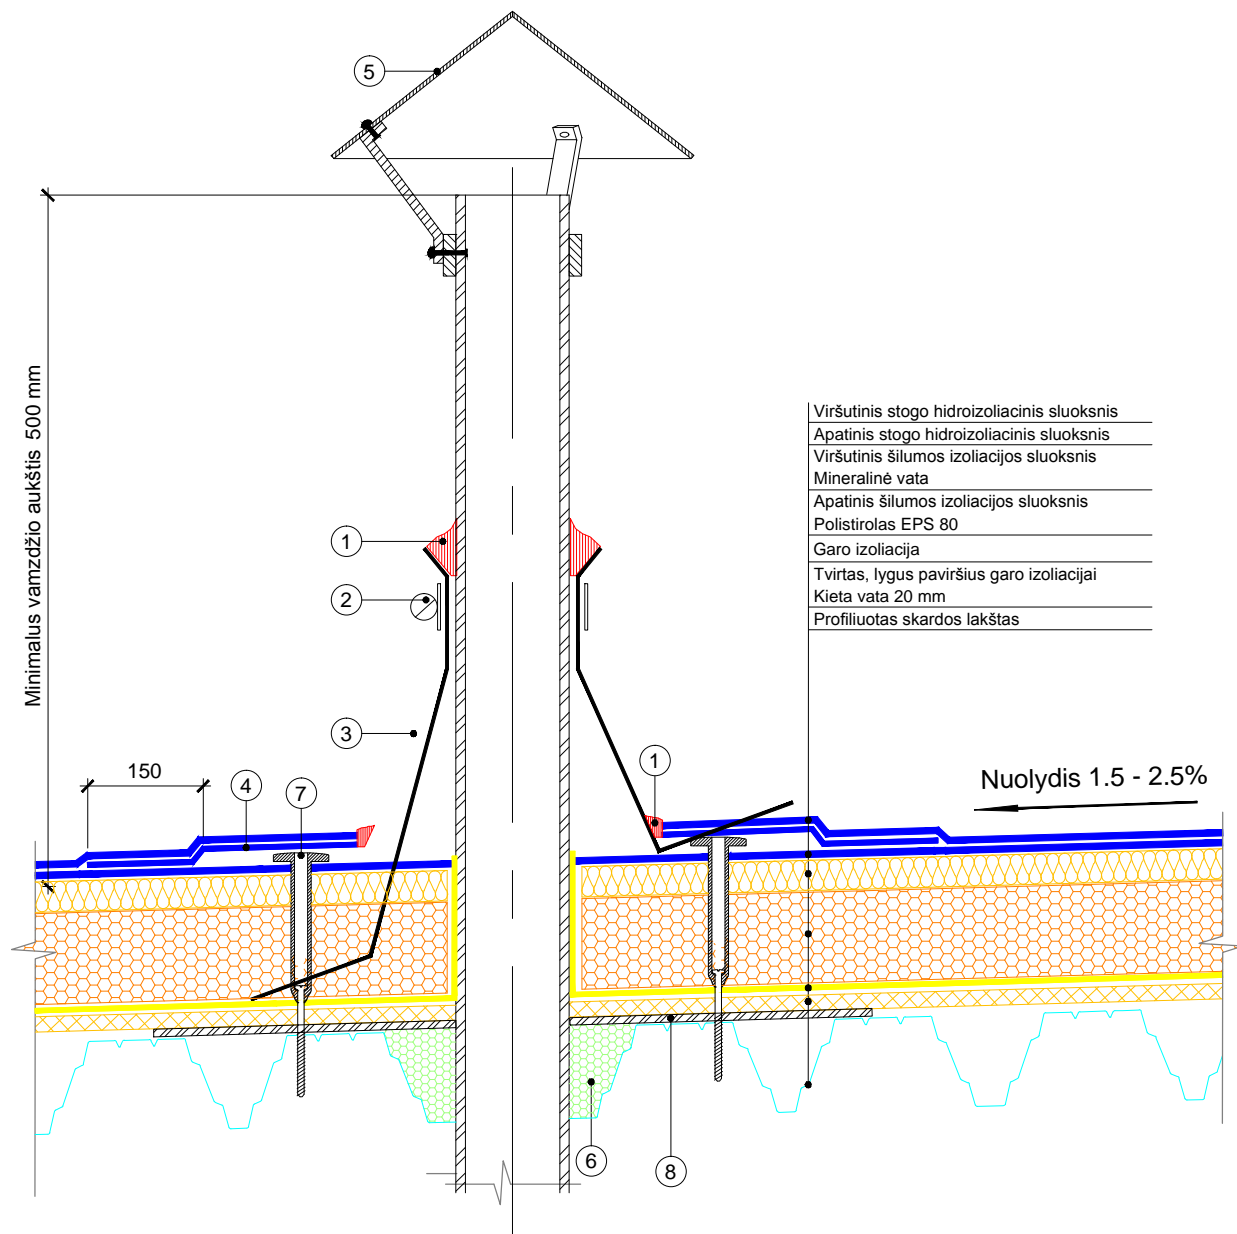 5
Minimalus vamzdžio aukštis 500 mm
Viršutinis stogo hidroizoliacinis sluoksnis
Apatinis stogo hidroizoliacinis sluoksnis
Viršutinis šilumos izoliacijos sluoksnis
Mineralinė vata
Apatinis šilumos izoliacijos sluoksnis
Polistirolas EPS 80
Garo izoliacija
Tvirtas, lygus paviršius garo izoliacijai
Kieta vata 20 mm
Profiliuotas skardos lakštas
1
2
3
150
4
7
1
Nuolydis 1.5 - 2.5%
6
8